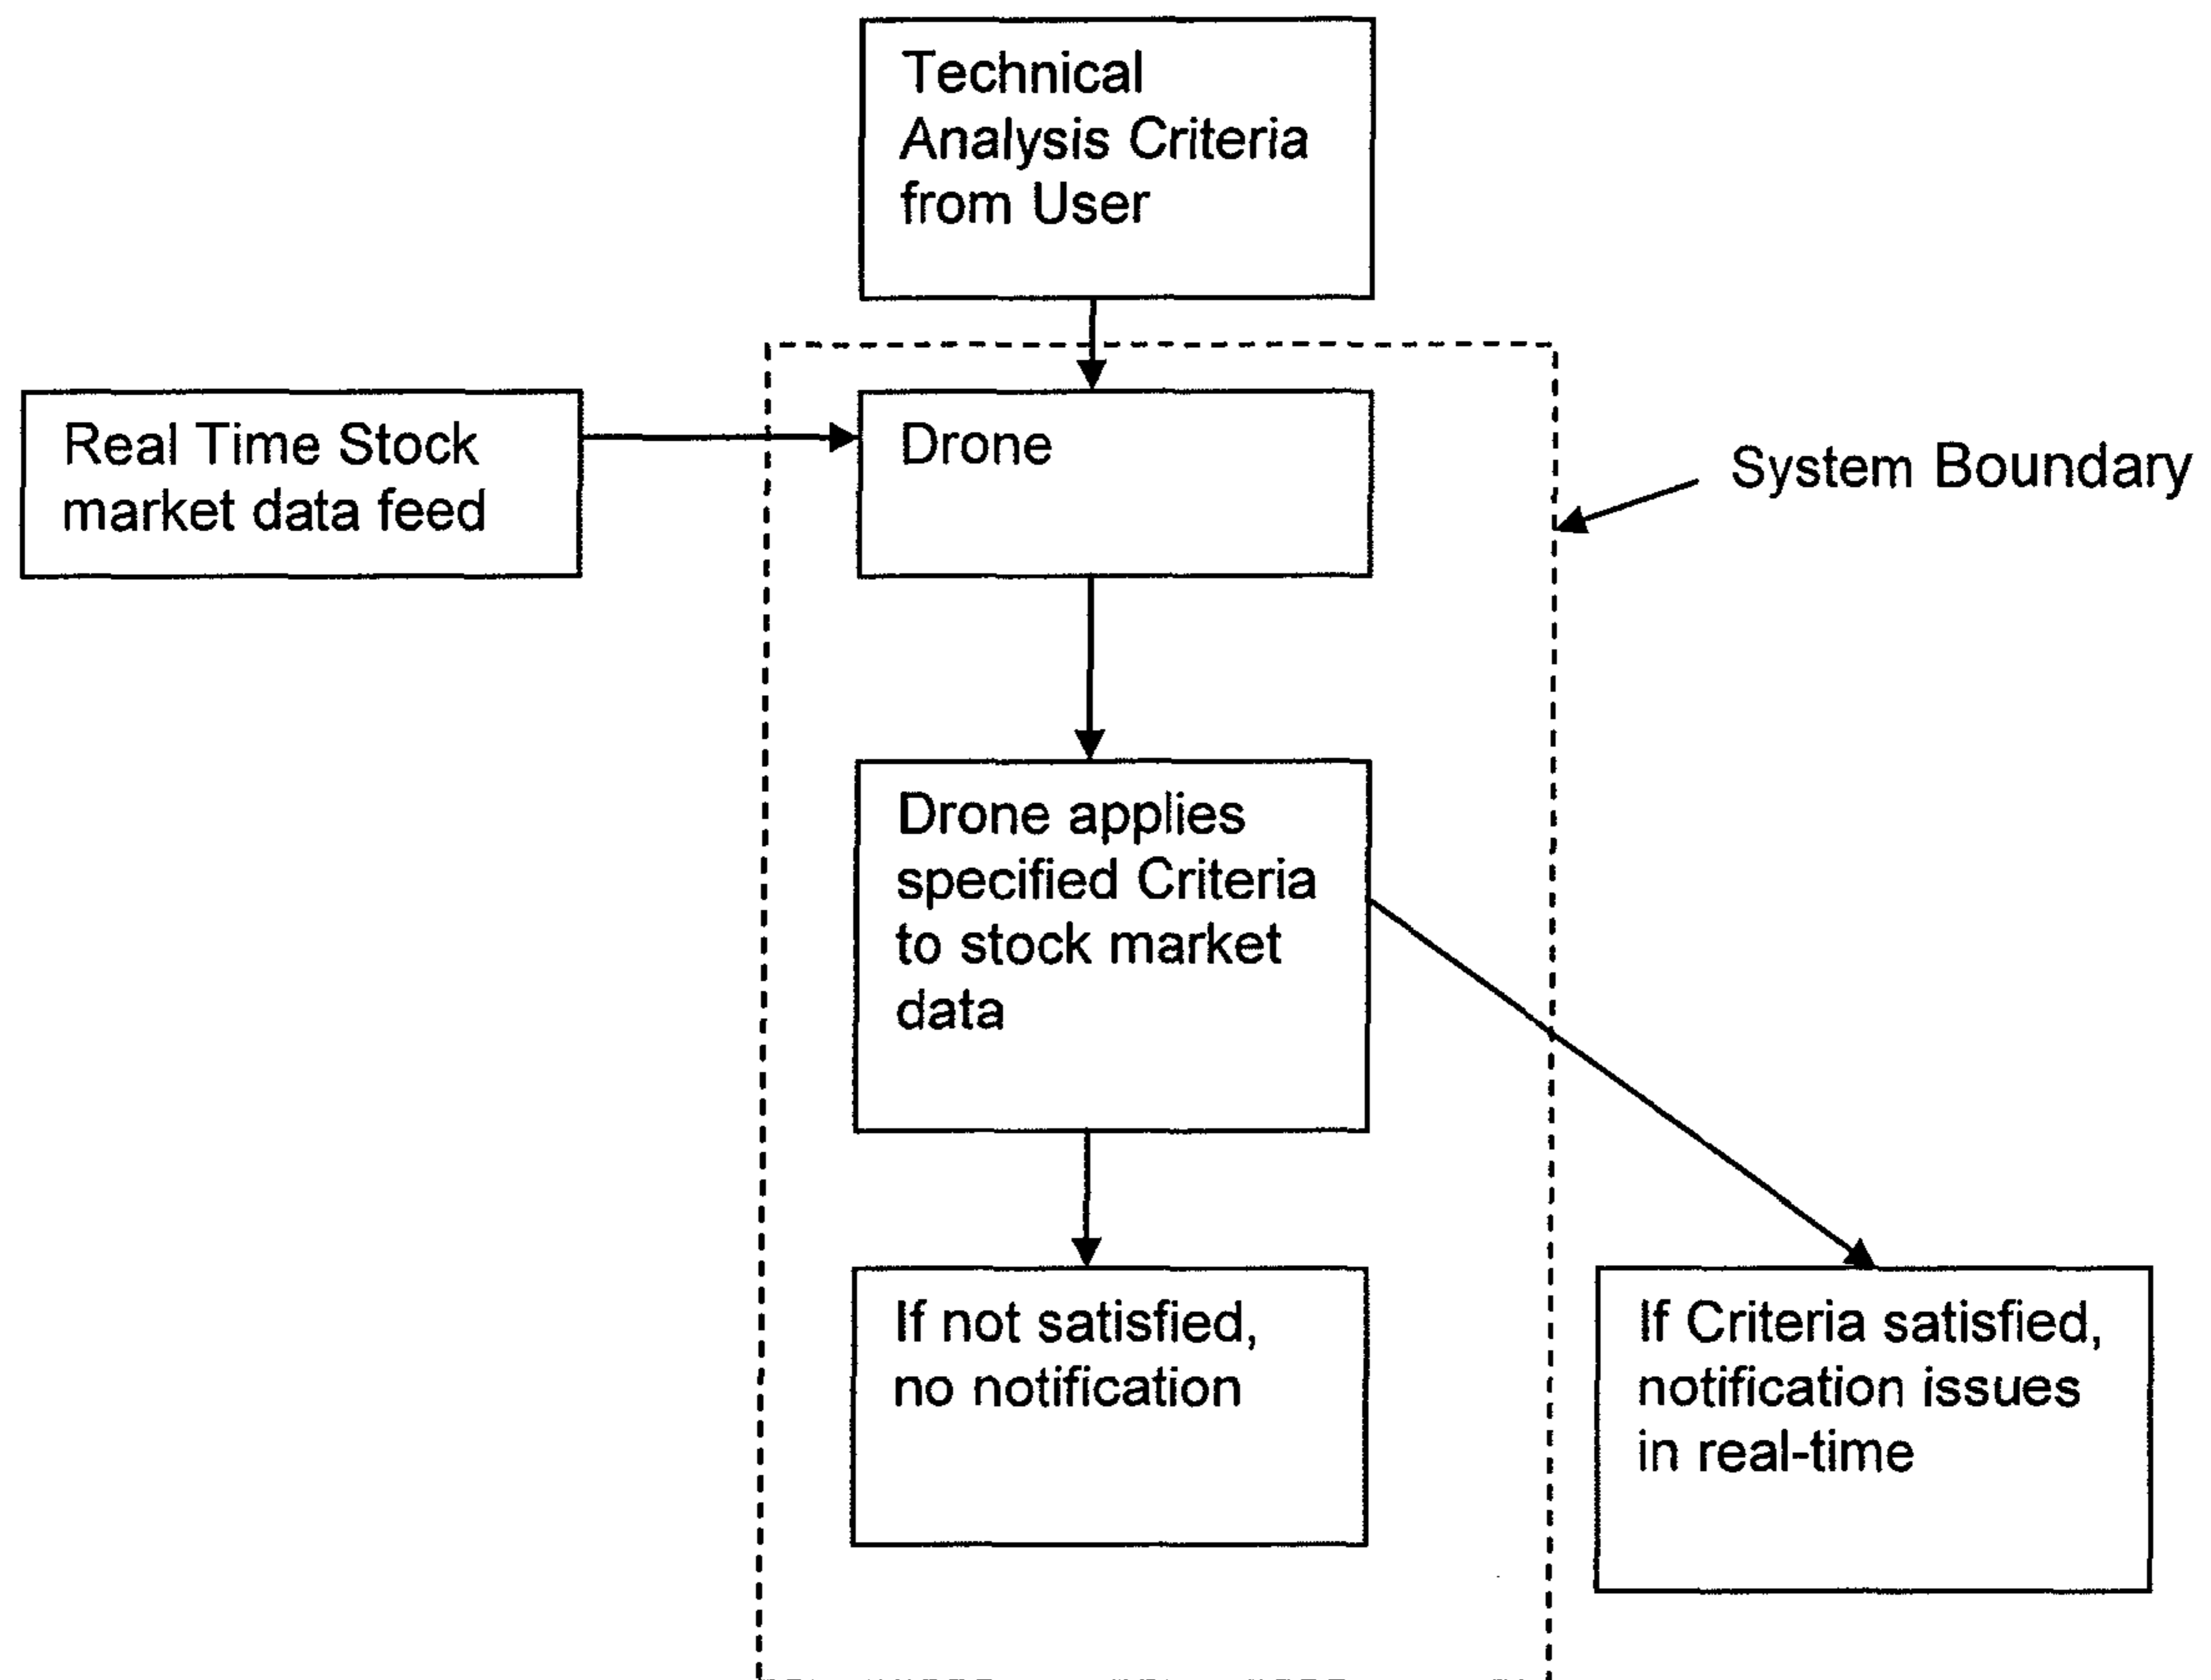 Technical
Analysis Criteria
from User
Real Time Stock
market data feed
Drone
System Boundary
Drone applies
specified Criteria
to stock market
data
If not satisfied,
no notification
If Criteria satisfied,
notification issues
in real-time